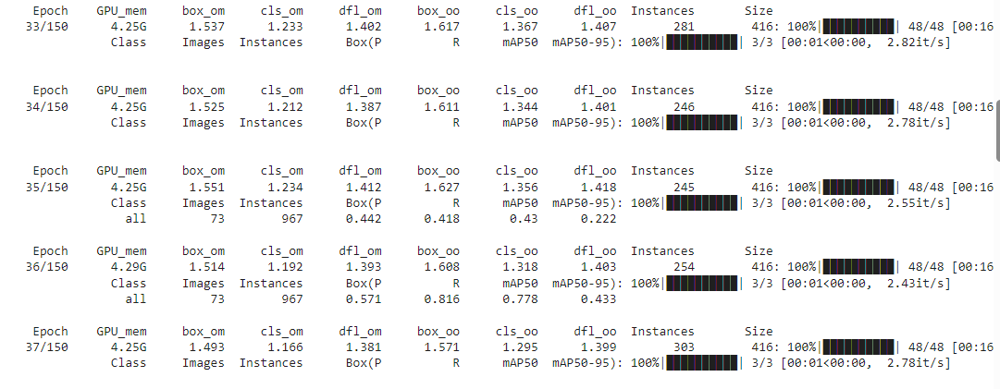 Epoch GPU_mem box_om cls_om dfl_om box_oo cls_oo dfl_oo Instances Size
33/150 4.25G 1.537 1.233 1.402 1.617 1.367 1.407 281 416: 100%|██████████| 48/48 [00:16
Class Images Instances Box(P R mAP50 mAP50-95): 100%|██████████| 3/3 [00:01<00:00, 2.82it/s]
Epoch GPU_mem box_om cls_om dfl_om box_oo cls_oo dfl_oo Instances Size
34/150 4.25G 1.525 1.212 1.387 1.611 1.344 1.401 246 416: 100%|██████████| 48/48 [00:16
Class Images Instances Box(P R mAP50 mAP50-95): 100%|██████████| 3/3 [00:01<00:00, 2.78it/s]
Epoch GPU_mem box_om cls_om dfl_om box_oo cls_oo dfl_oo Instances Size
35/150 4.25G 1.551 1.234 1.412 1.627 1.356 1.418 245 416: 100%|██████████| 48/48 [00:16
Class Images Instances Box(P R mAP50 mAP50-95): 100%|██████████| 3/3 [00:01<00:00, 2.55it/s]
all 73 967 0.442 0.418 0.43 0.222
Epoch GPU_mem box_om cls_om dfl_om box_oo cls_oo dfl_oo Instances Size
36/150 4.29G 1.514 1.192 1.393 1.608 1.318 1.403 254 416: 100%|██████████| 48/48 [00:16
Class Images Instances Box(P R mAP50 mAP50-95): 100%|██████████| 3/3 [00:01<00:00, 2.43it/s]
all 73 967 0.571 0.816 0.778 0.433
Epoch GPU_mem box_om cls_om dfl_om box_oo cls_oo dfl_oo Instances Size
37/150 4.25G 1.493 1.166 1.381 1.571 1.295 1.399 303 416: 100%|██████████| 48/48 [00:16
Class Images Instances Box(P R mAP50 mAP50-95): 100%|██████████| 3/3 [00:01<00:00, 2.78it/s]